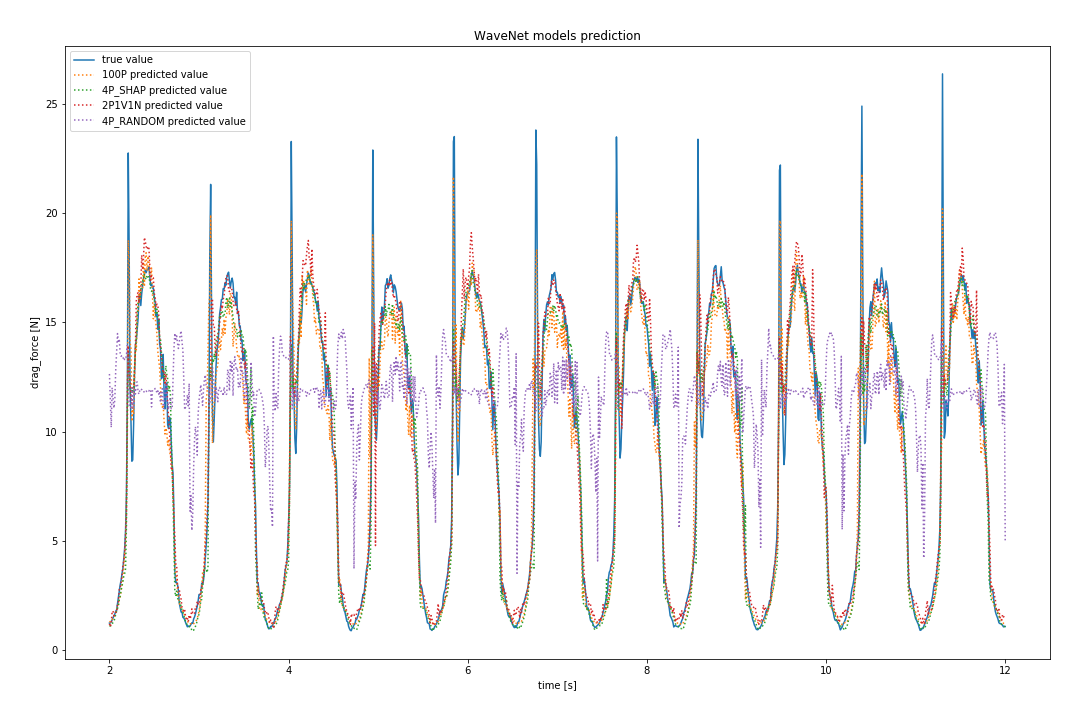 WaveNet models prediction
true value
100P predicted value
4P_SHAP predicted value
2P1V1N predicted value
4P_RANDOM predicted value
drag_force [N]
25
20
15
10
5
0
2
4
6
8
10
12
time [s]